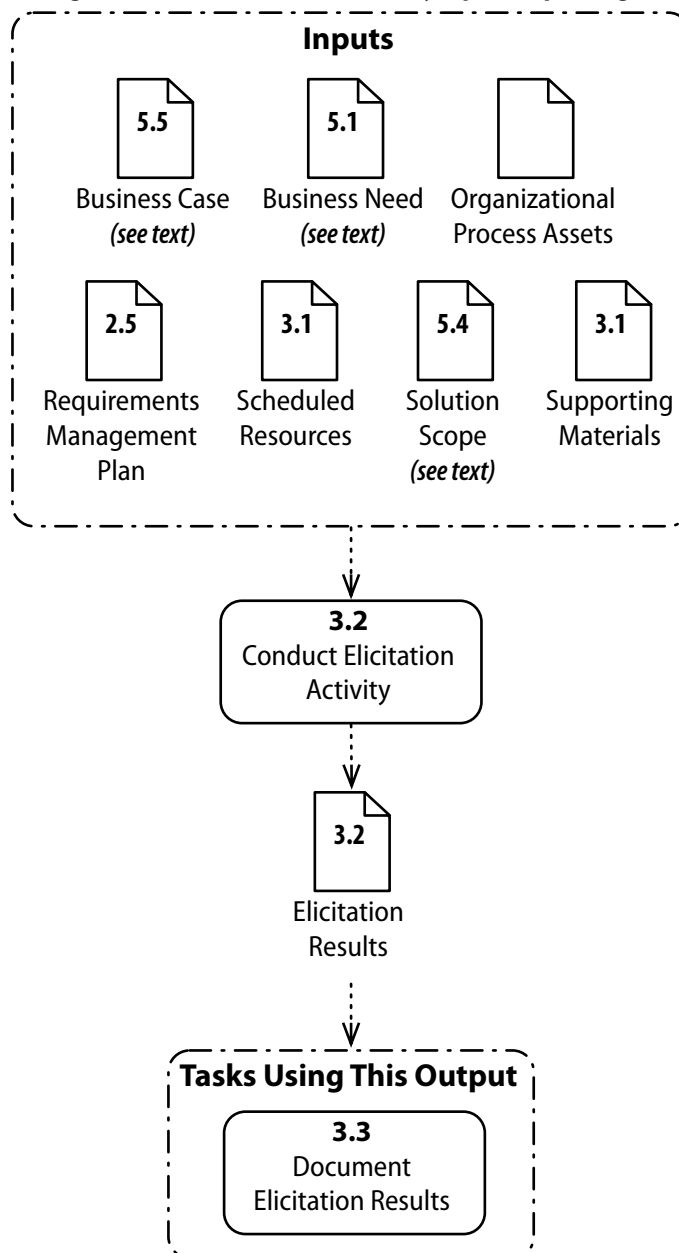 Inputs
5.5
5.1
Business Case
(see text)
Business Need
(see text)
Organizational
Process Assets
2.5
3.1
5.4
3.1
Requirements
Management
Plan
Scheduled
Resources
Solution
Scope
(see text)
Supporting
Materials
3.2
Conduct Elicitation
Activity
3.2
Elicitation
Results
Tasks Using This Output
3.3
Document
Elicitation Results